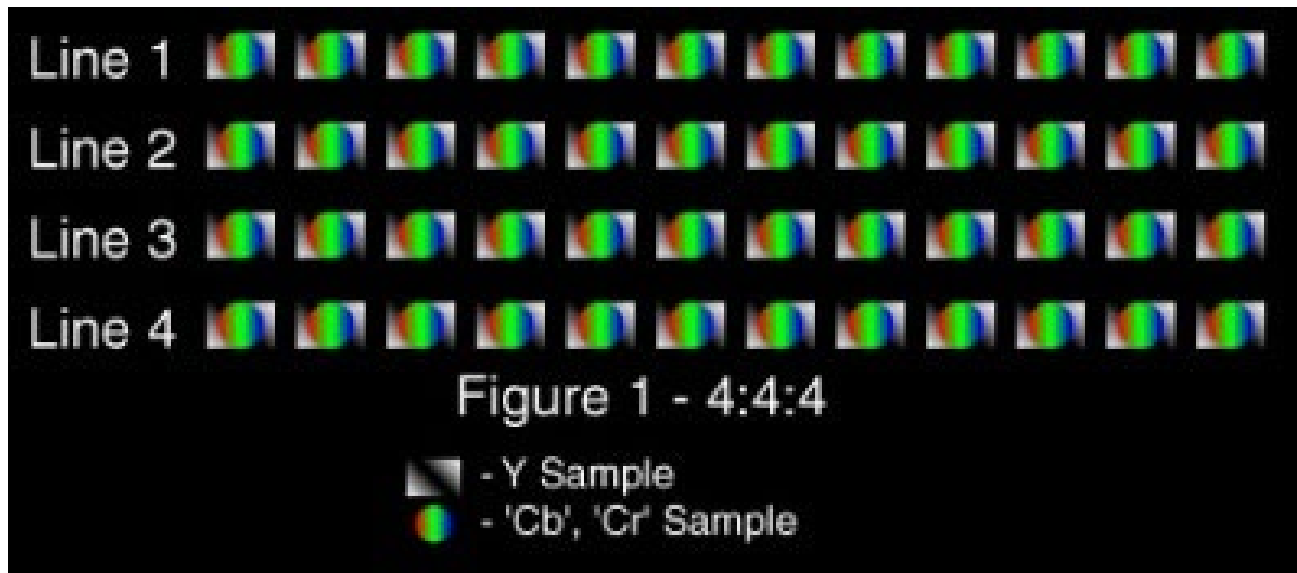 Line 1
Line 2
Line 3
Line 4
Figure 1 - 4:4:4
- Y Sample
- 'Cb', 'Cr' Sample